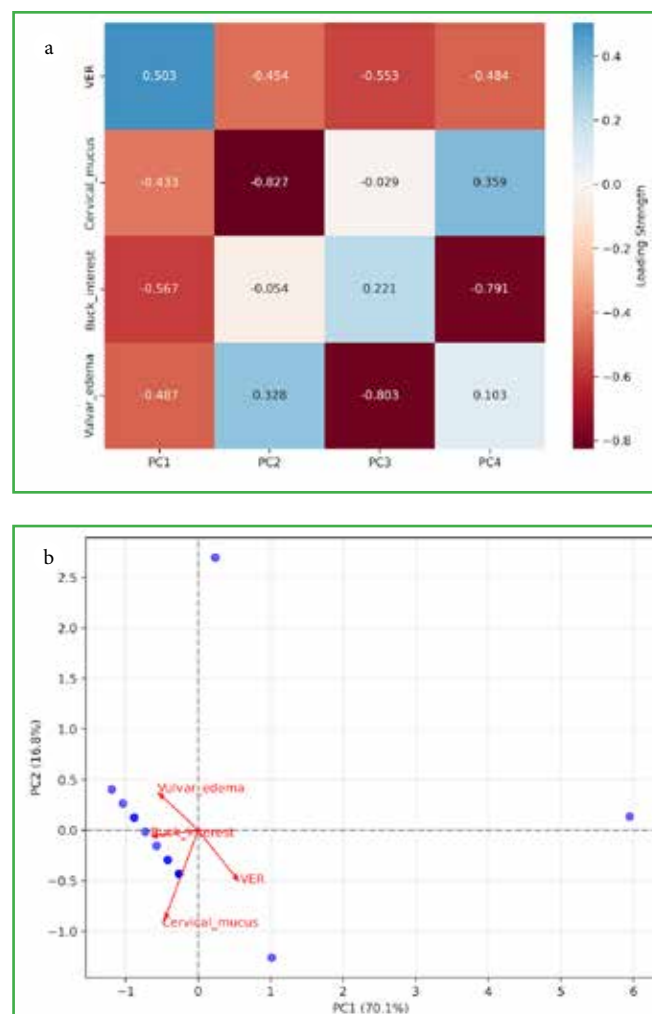 a
VER
0.503 -0.454 -0.553 -0.484
Cervical_mucus
-0.433 -0.827 -0.029 0.359
Buck_interest
-0.567 -0.054 0.221 -0.791
Vulvar_edema
-0.487 0.328 -0.803 0.103
PC1 PC2 PC3 PC4
0.4
0.2
0.0
−0.2
−0.4
−0.6
−0.8
Loading Strength
b
2.5
2.0
1.5
1.0
0.5
0.0
−0.5
−1.0
PC2 (16.8%)
Vulvar_edema
Buck_interest
VER
Cervical_mucus
−1 0 1 2 3 4 5 6
PC1 (70.1%)